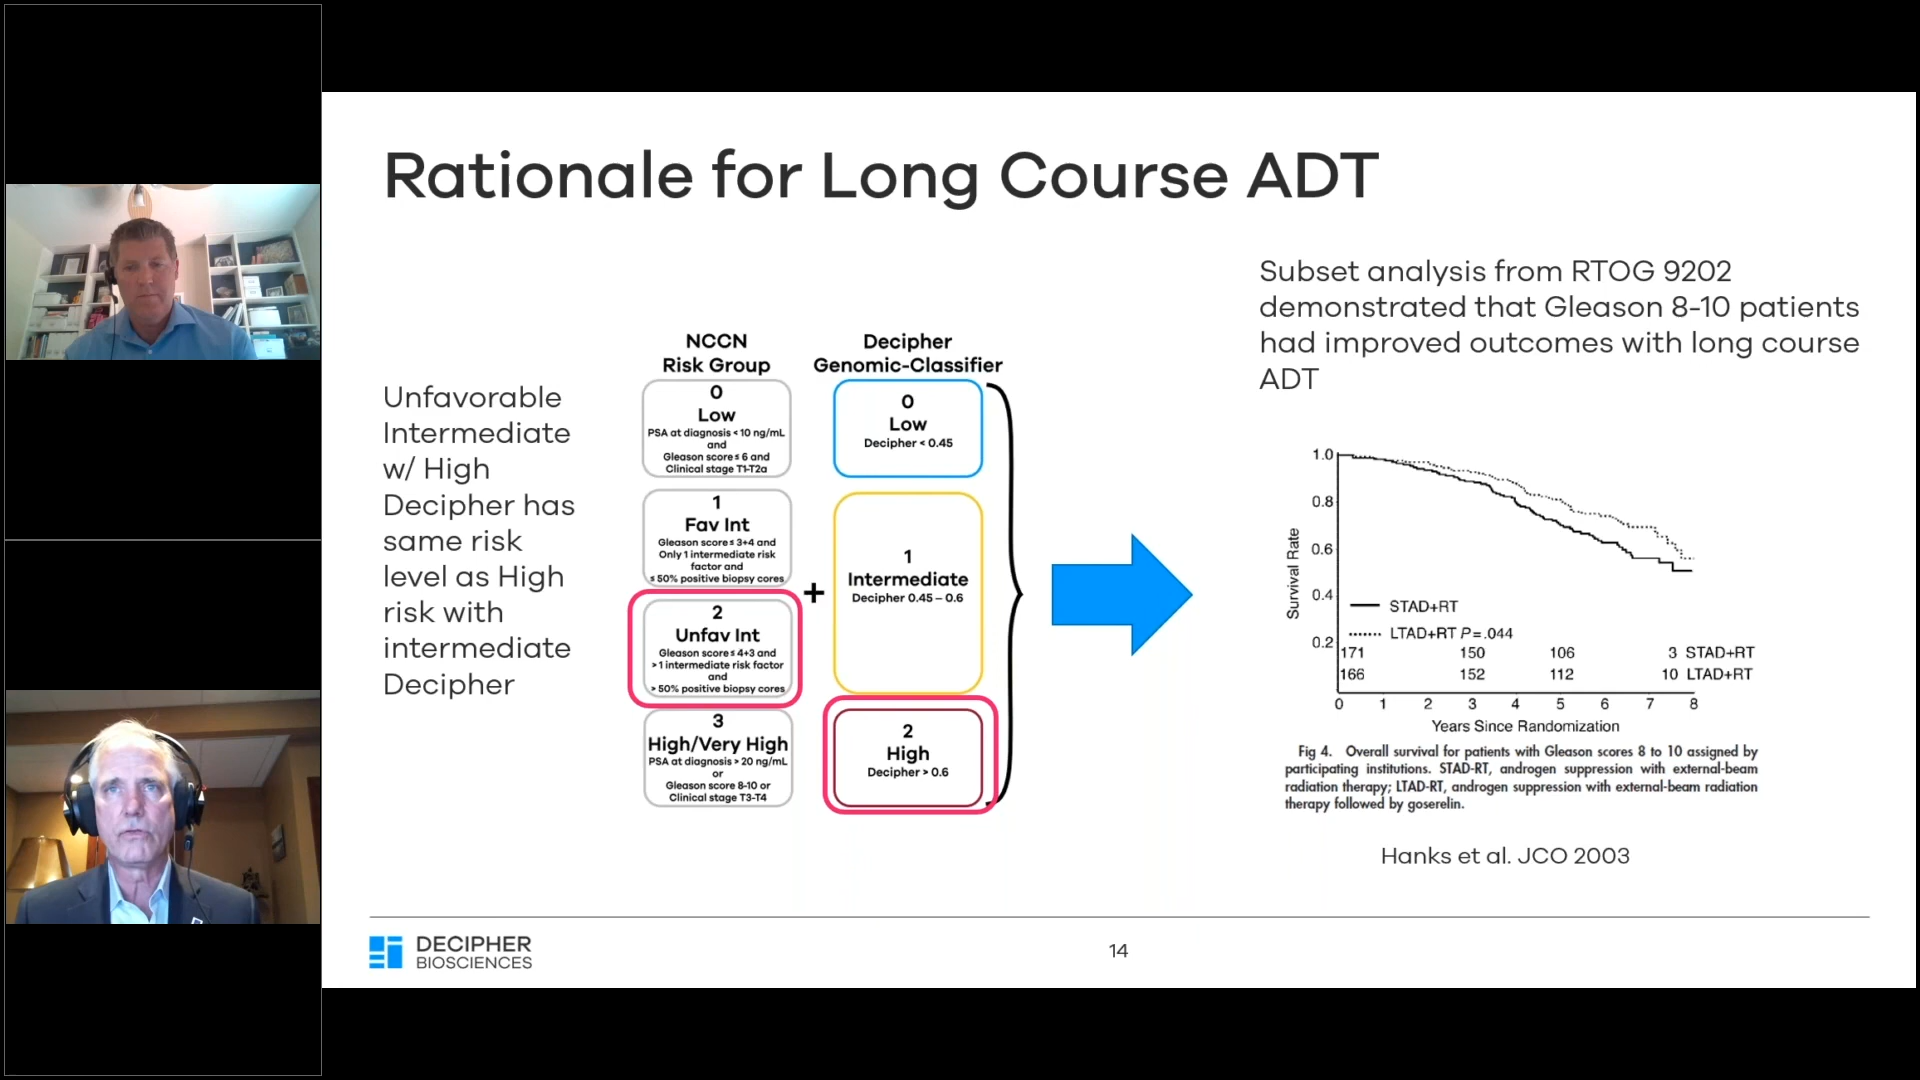 Rationale for Long Course ADT
Unfavorable
Intermediate
w/ High
Decipher has
same risk
level as High
risk with
intermediate
Decipher
NCCN
Risk Group
0
Low
PSA at diagnosis < 10 ng/mL
and
Gleason score ≤ 6 and
Clinical stage T1-T2a
1
Fav Int
Gleason score ≤ 3+4 and
Only 1 intermediate risk
factor and
≤ 50% positive biopsy cores
2
Unfav Int
Gleason score ≤ 4+3 and
> 1 intermediate risk factor
and
> 50% positive biopsy cores
3
High/Very High
PSA at diagnosis > 20 ng/mL
or
Gleason score 8-10 or
Clinical stage T3-T4
+
Decipher
Genomic-Classifier
0
Low
Decipher < 0.45
1
Intermediate
Decipher 0.45 – 0.6
2
High
Decipher > 0.6
Subset analysis from RTOG 9202
demonstrated that Gleason 8-10 patients
had improved outcomes with long course
ADT
Survival Rate
1.0
0.8
0.6
0.4
0.2
STAD+RT
LTAD+RT P=.044
171 150 106 3 STAD+RT
166 152 112 10 LTAD+RT
0 1 2 3 4 5 6 7 8
Years Since Randomization
Fig 4. Overall survival for patients with Gleason scores 8 to 10 assigned by
participating institutions. STAD-RT, androgen suppression with external-beam
radiation therapy; LTAD-RT, androgen suppression with external-beam radiation
therapy followed by goserelin.
Hanks et al. JCO 2003
DECIPHER
BIOSCIENCES
14